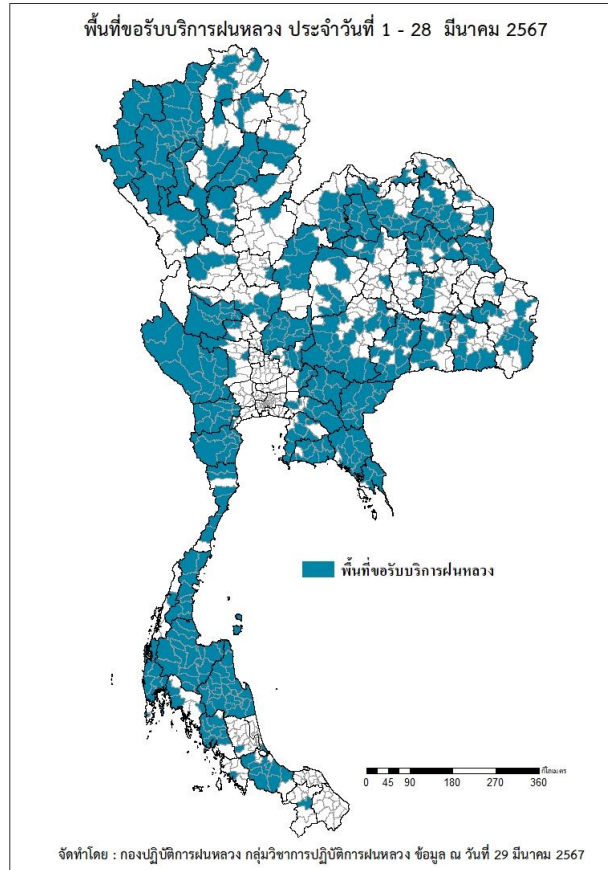 พื้นที่ขอรับบริการฝนหลวง ประจำวันที่ 1 - 28 มีนาคม 2567
พื้นที่ขอรับบริการฝนหลวง
กิโลเมตร
0 45 90 180 270 360
จัดทำโดย : กองปฏิบัติการฝนหลวง กลุ่มวิชาการปฏิบัติการฝนหลวง ข้อมูล ณ วันที่ 29 มีนาคม 2567